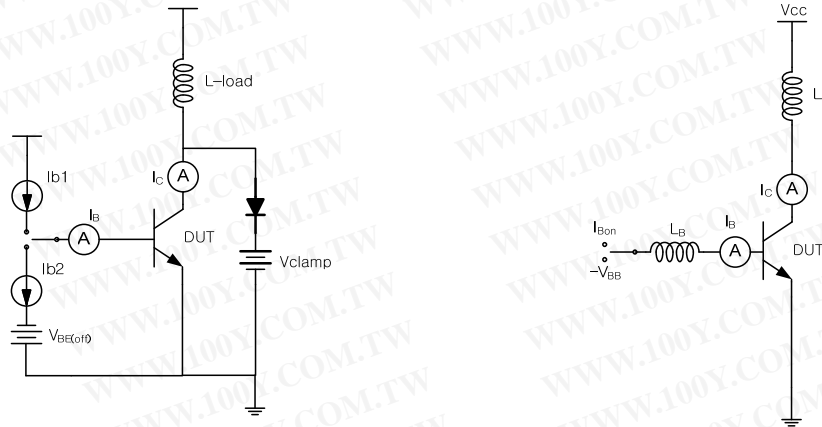 L-load
Ib1
IC
A
IB
A
DUT
Ib2
Vclamp
VBE(off)
Vcc
L
IC
A
IBon
LB
IB
A
DUT
-VBB
WWW.100Y.COM.TW